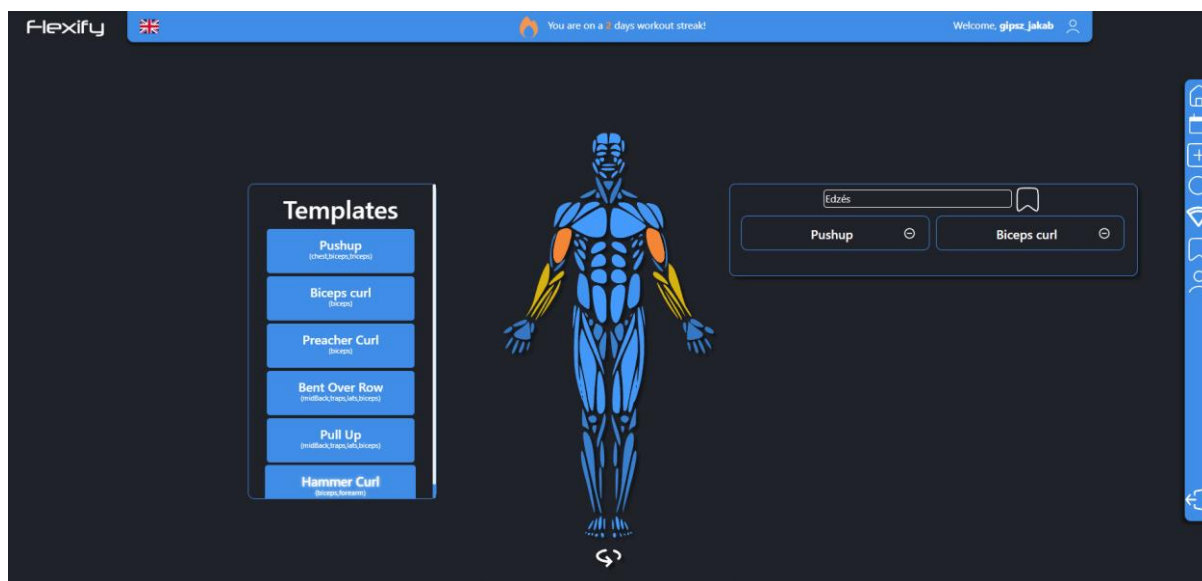 Flexify
You are on a 2 days workout streak!
Welcome, gipsz_jakab
Templates
Pushup
(chest,biceps,triceps)
Biceps curl
(biceps)
Preacher Curl
(biceps)
Bent Over Row
(midBack,traps,lats,biceps)
Pull Up
(midBack,traps,lats,biceps)
Hammer Curl
(biceps,forearm)
Edzés
Pushup
Biceps curl